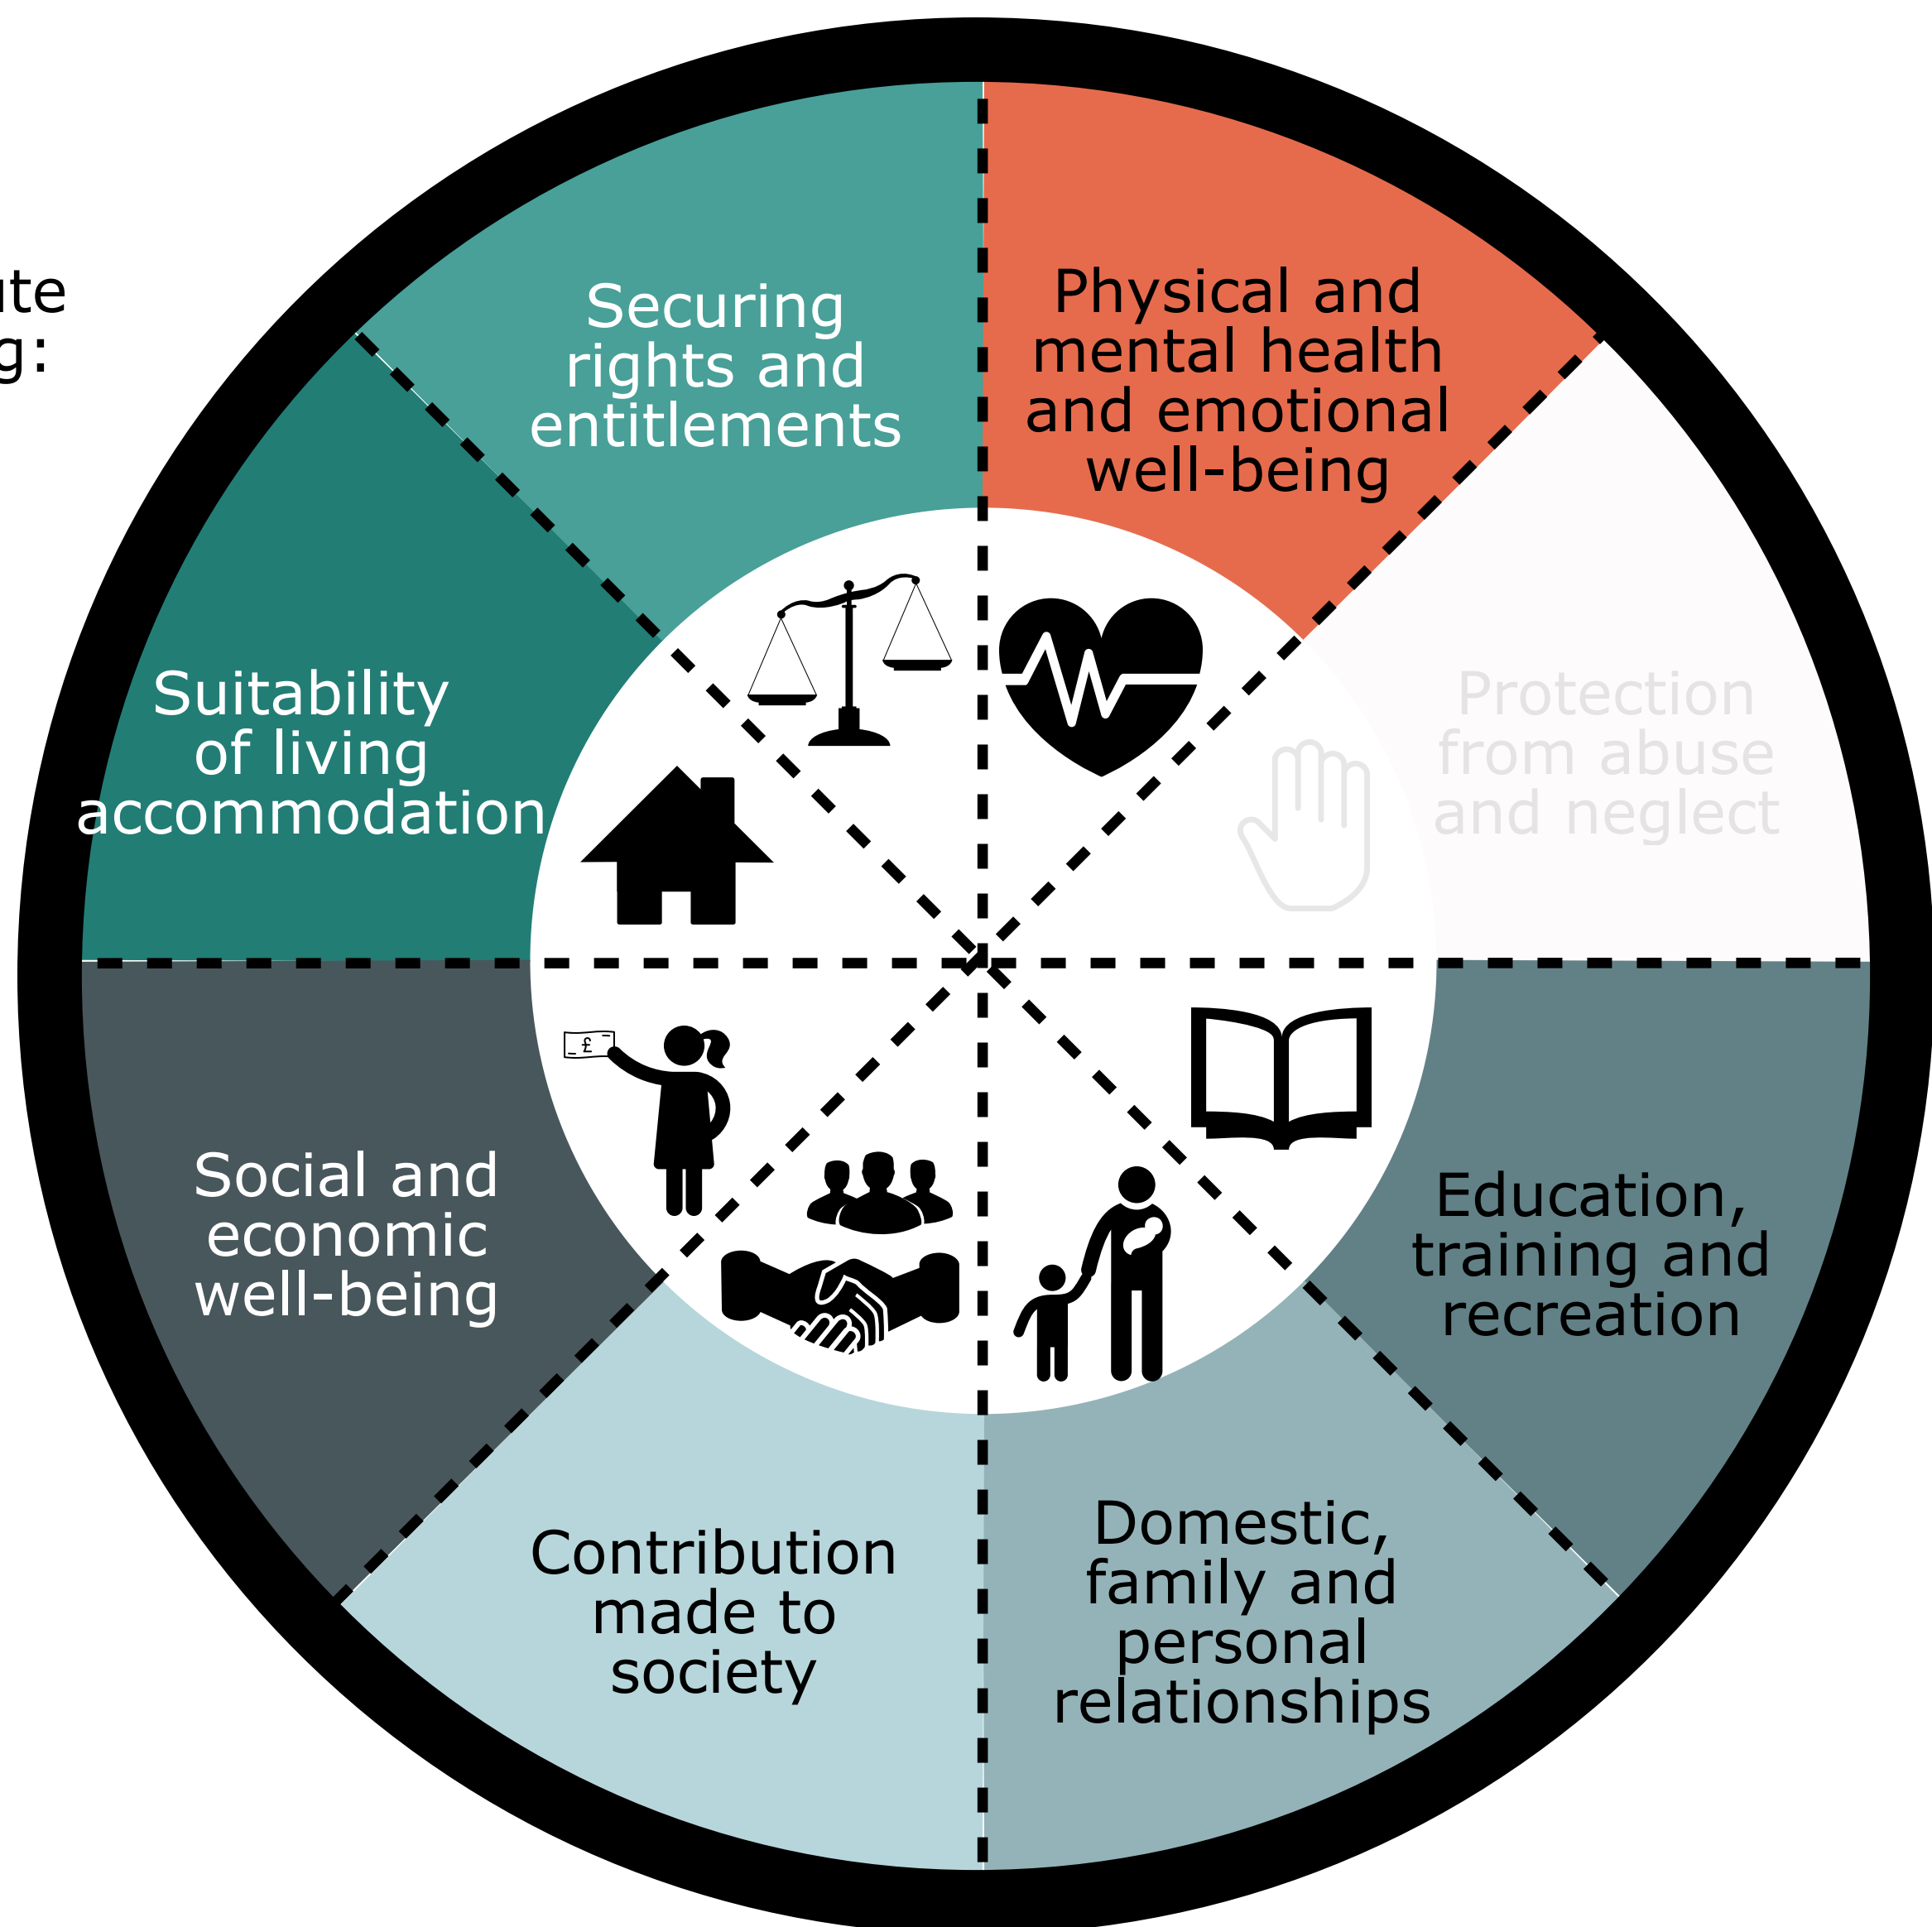 Securing
rights and
entitlements
Physical and
mental health
and emotional
well-being
Protection
from abuse
and neglect
Education,
training and
recreation
Domestic,
family and
personal
relationships
Contribution
made to
society
Social and
economic
well-being
Suitability
of living
accommodation
£